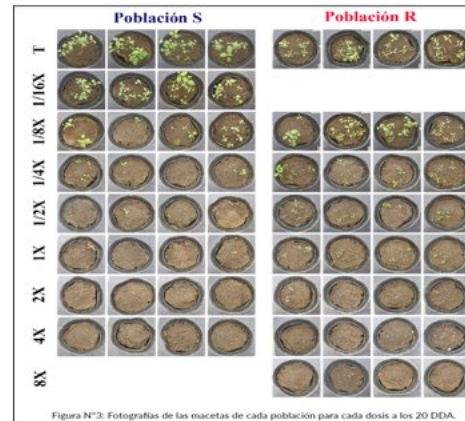 Población S
Población R
T
1/16X
1/8X
1/4X
1/2X
1X
2X
4X
8X
Figura N°3: Fotografías de las macetas de cada población para cada dosis a los 20 DDA.